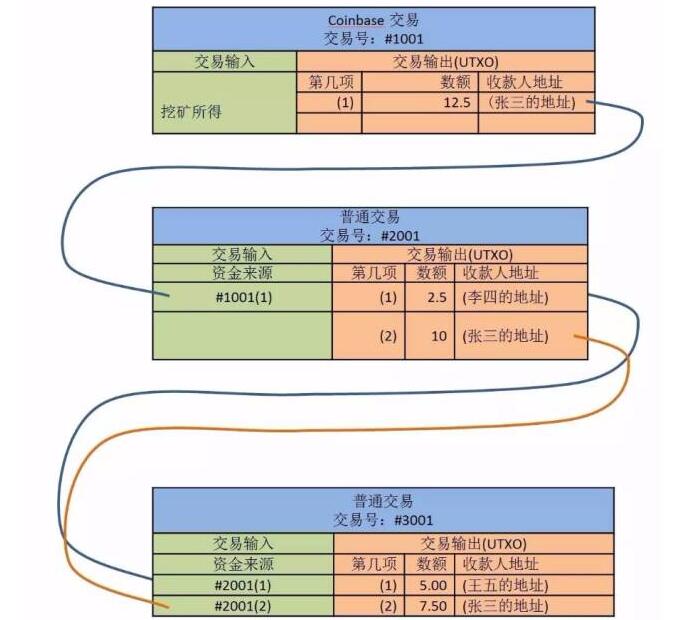 Coinbase 交易
交易号：#1001
交易输入 交易输出(UTXO)
第几项 数额 收款人地址
挖矿所得 (1) 12.5 （张三的地址)
普通交易
交易号：#2001
交易输入 交易输出(UTXO)
资金来源 第几项 数额 收款人地址
#1001(1) (1) 2.5 (李四的地址)
(2) 10 (张三的地址)
普通交易
交易号：#3001
交易输入 交易输出(UTXO)
资金来源 第几项 数额 收款人地址
#2001(1) (1) 5.00 (王五的地址)
#2001(2) (2) 7.50 (张三的地址)